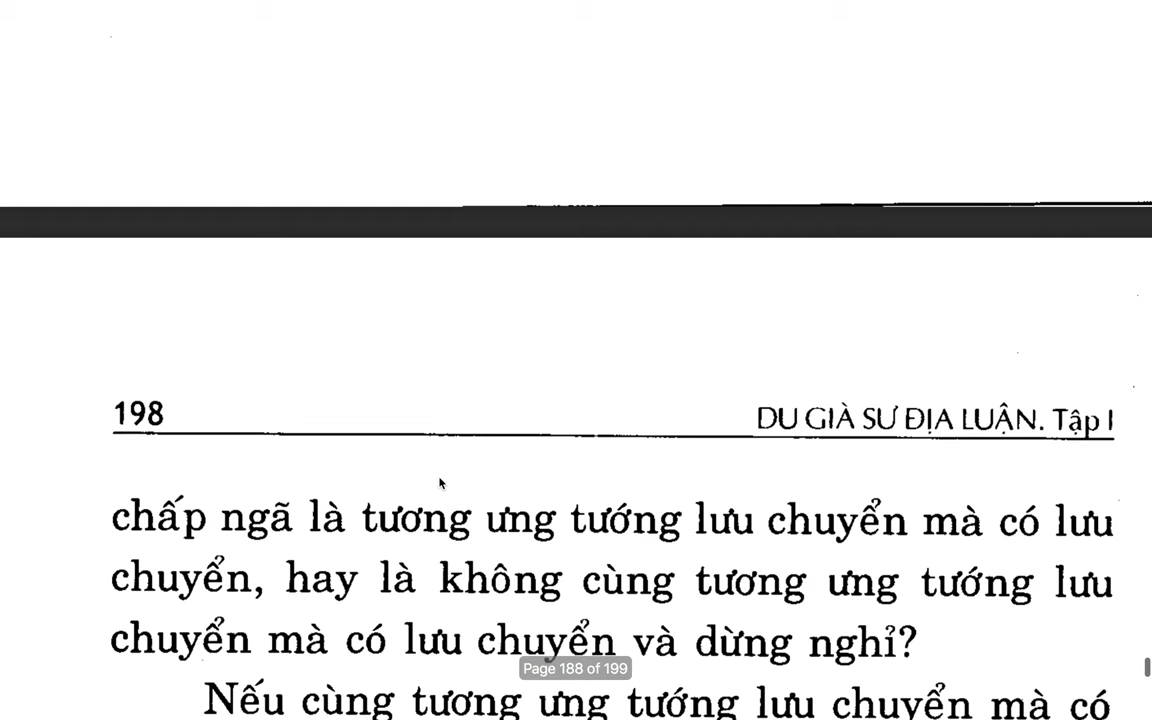 198
DU GIÀ SƯ ĐỊA LUẬN. Tập I
chấp ngã là tương ưng tướng lưu chuyển mà có lưu
chuyển, hay là không cùng tương ưng tướng lưu
chuyển mà có lưu chuyển và dừng nghỉ?
Page 188 of 199
Nếu cùng tương ưng tướng lưu chuyển mà có